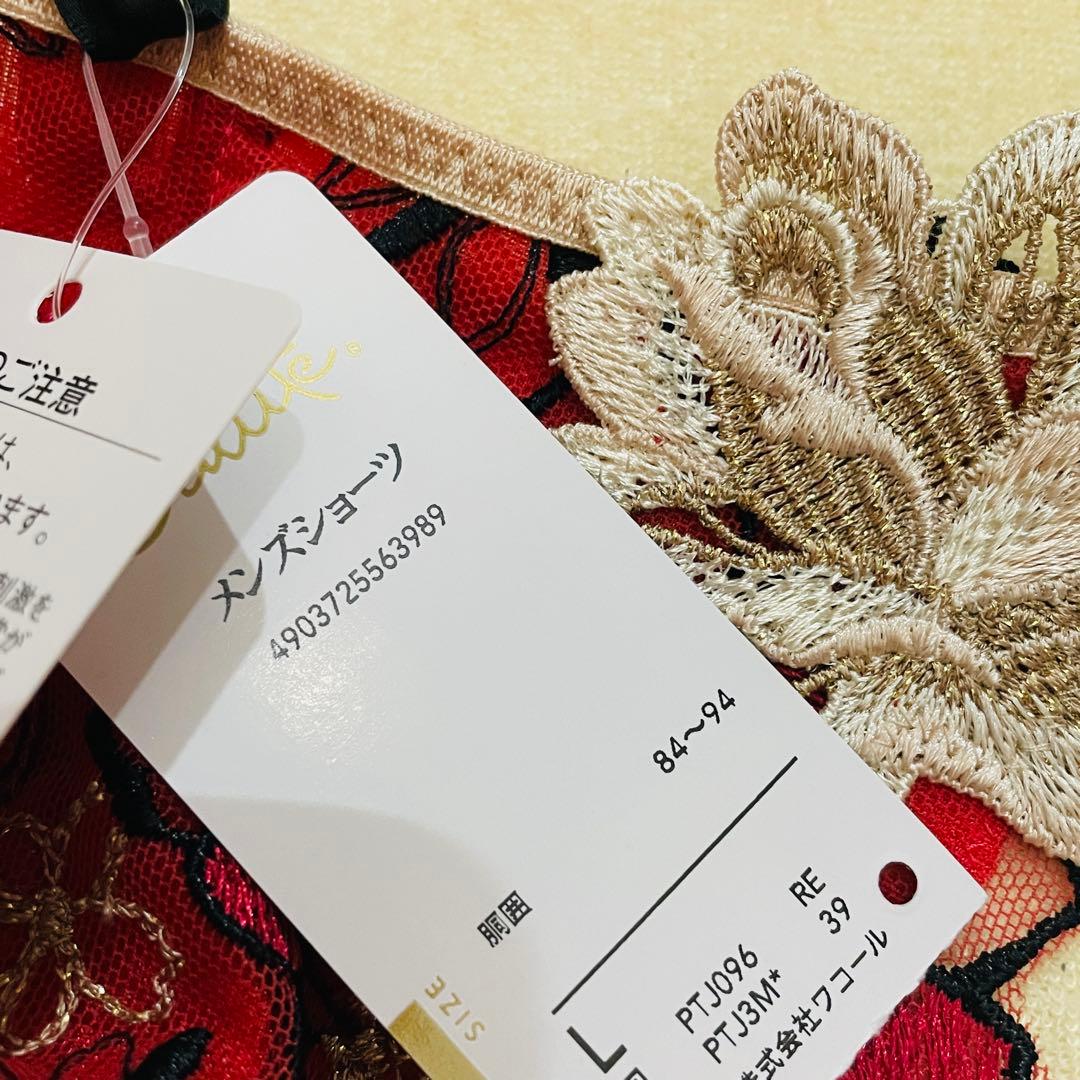 ご注意
は、
ます。
刺激を
が
メンズショーツ
4903725563989
胴囲
84〜94
SIZE
L
PTJ096
RE
PTJ3M*
39
式会社ワコール